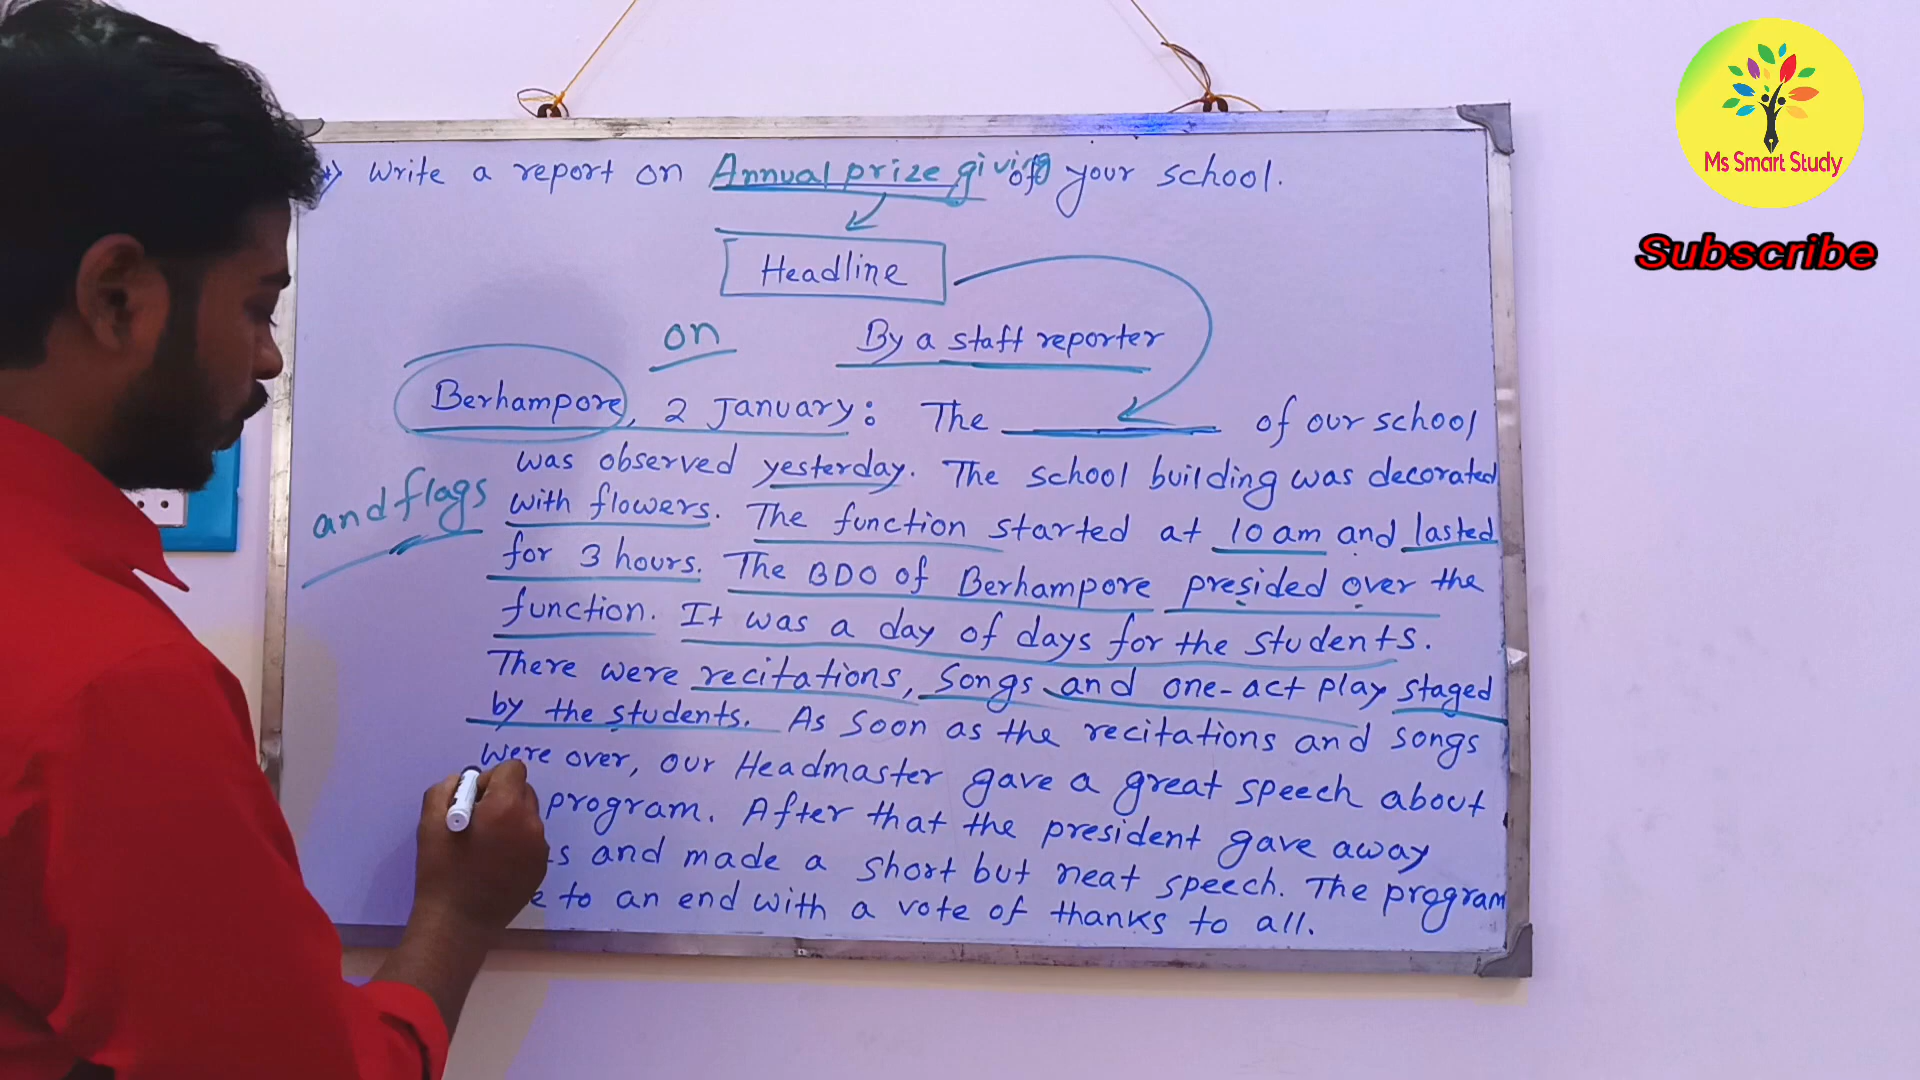 Write a report on Annual prize giving of your school.
Headline
on
By a staff reporter
Berhampore, 2 January: The of our school
was observed yesterday. The school building was decorated
and flags
with flowers. The function started at 10 am and lasted
for 3 hours. The BDO of Berhampore presided over the
function. It was a day of days for the students.
There were recitations, songs and one-act play staged
by the students. As soon as the recitations and songs
were over, our Headmaster gave a great speech about
program. After that the president gave away
and made a short but neat speech. The program
to an end with a vote of thanks to all.
Ms Smart Study
Subscribe